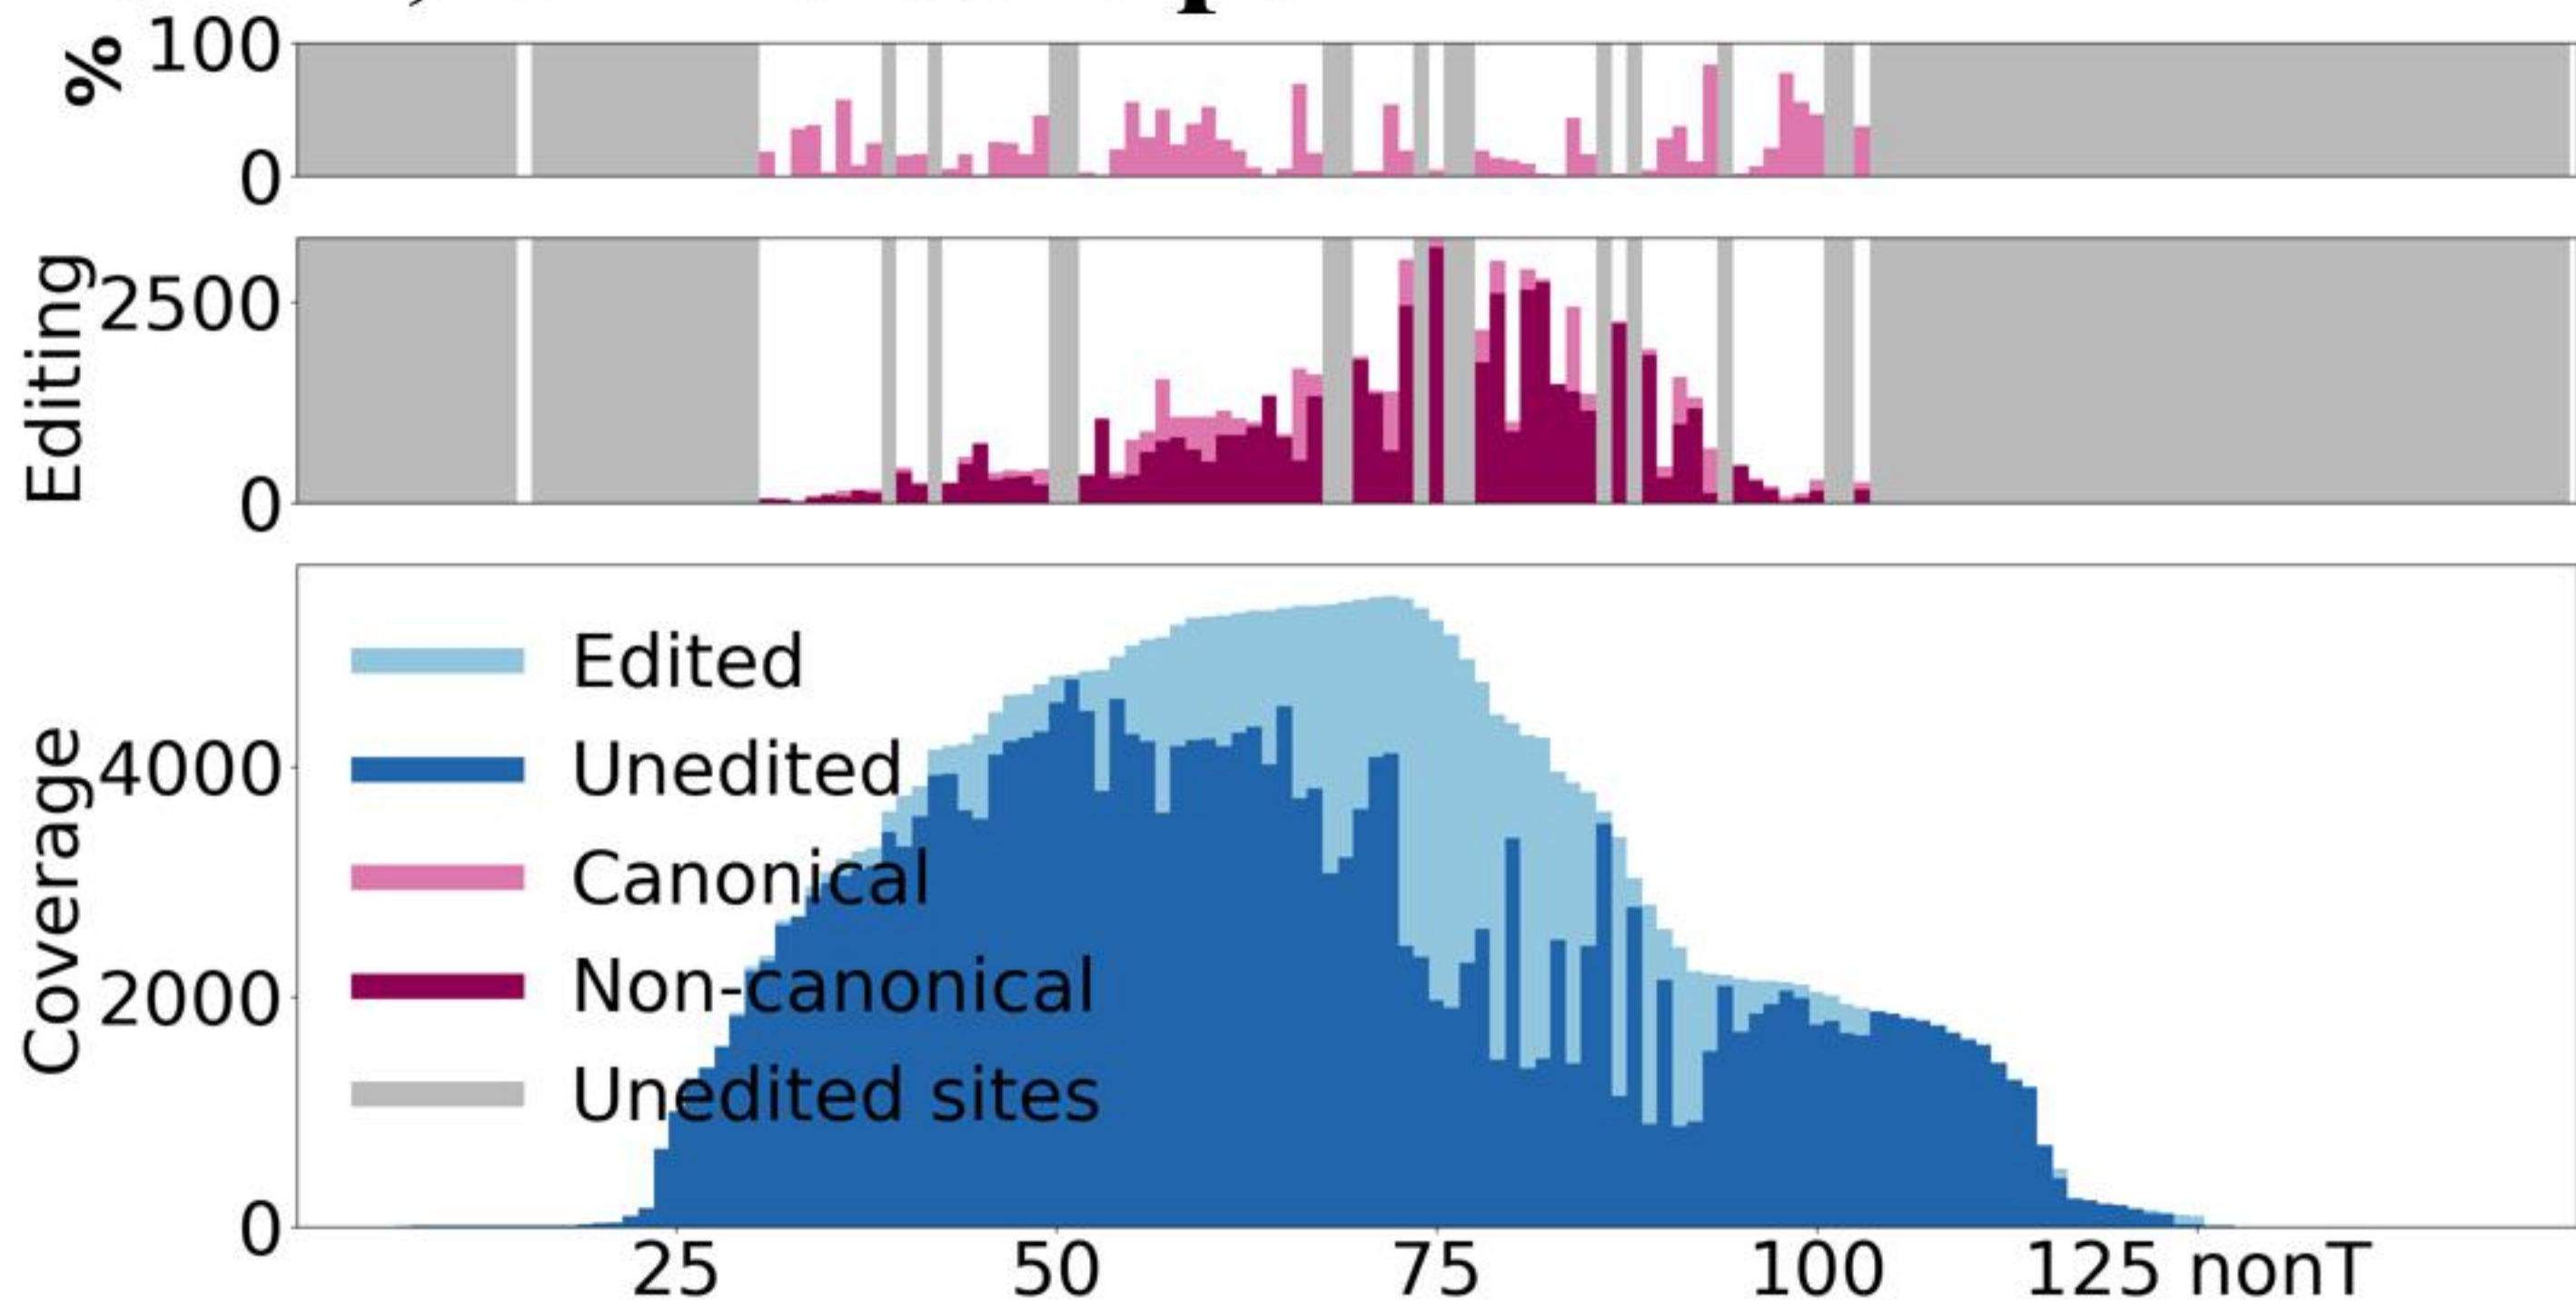 %
100
0
Editing
2500
0
Coverage
4000
2000
0
Edited
Unedited
Canonical
Non-canonical
Unedited sites
25 50 75 100 125 nonT